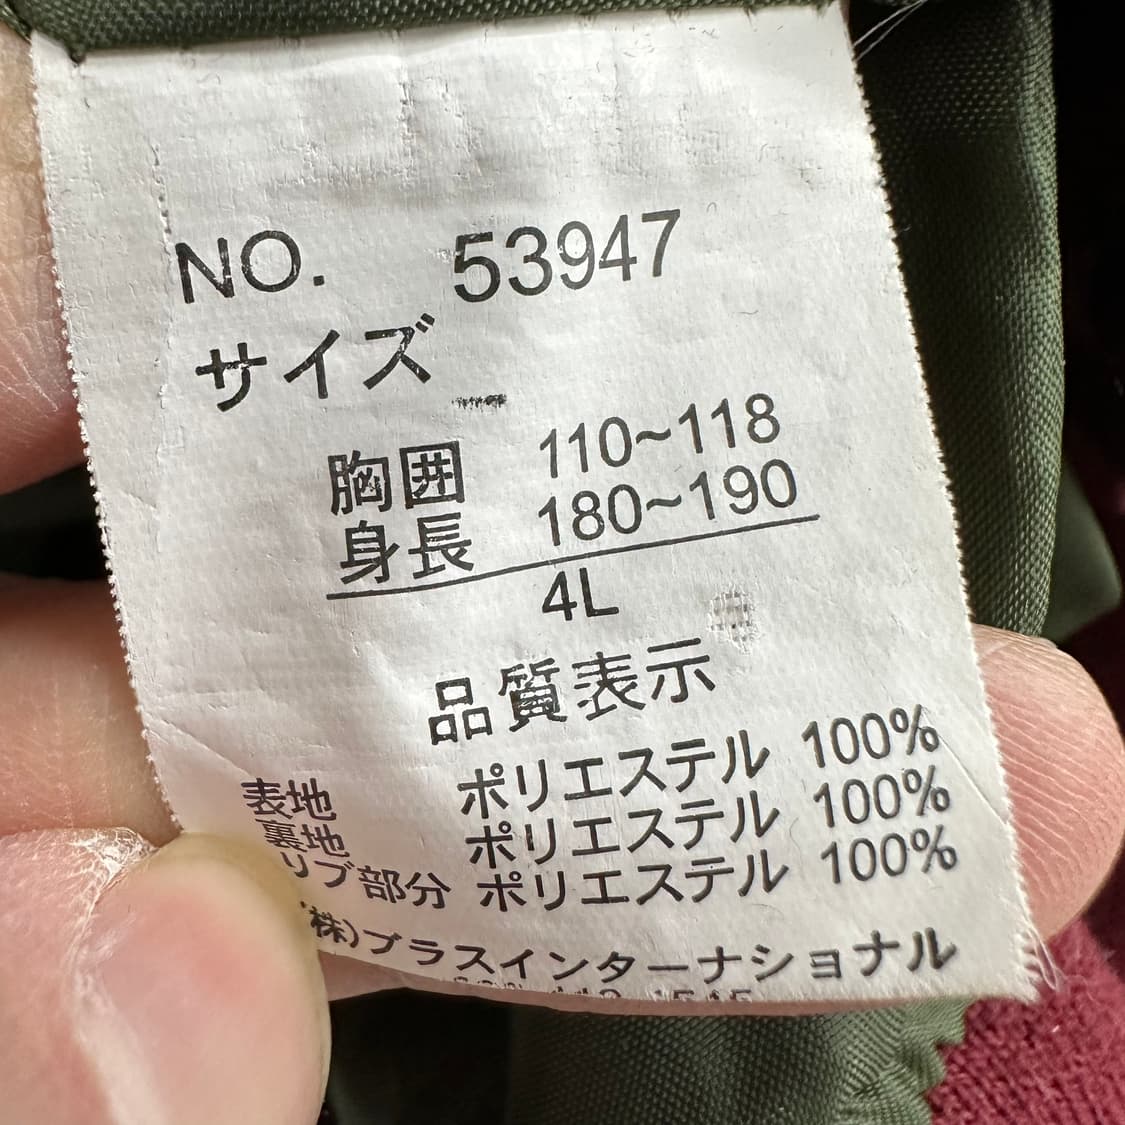 NO. 53947
サイズ
胸囲 110~118
身長 180~190
4L
品質表示
表地 ポリエステル 100%
裏地 ポリエステル 100%
リブ部分 ポリエステル 100%
(株)プラスインターナショナル